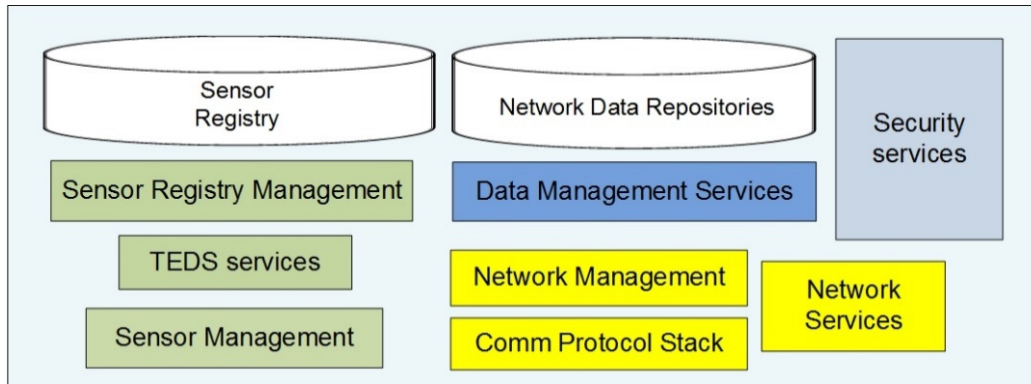 Sensor
Registry
Network Data Repositories
Security
services
Sensor Registry Management
Data Management Services
TEDS services
Network Management
Network
Services
Sensor Management
Comm Protocol Stack